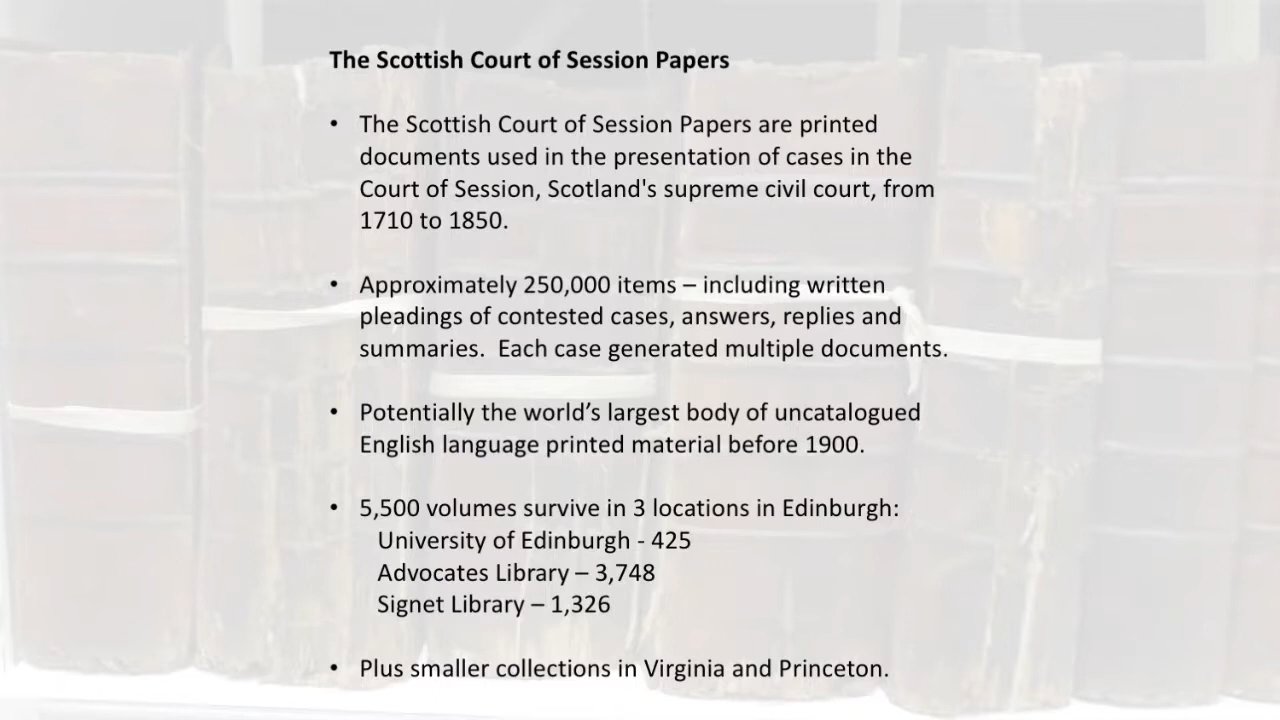 The Scottish Court of Session Papers
• The Scottish Court of Session Papers are printed
documents used in the presentation of cases in the
Court of Session, Scotland's supreme civil court, from
1710 to 1850.
• Approximately 250,000 items – including written
pleadings of contested cases, answers, replies and
summaries.  Each case generated multiple documents.
• Potentially the world’s largest body of uncatalogued
English language printed material before 1900.
• 5,500 volumes survive in 3 locations in Edinburgh:
University of Edinburgh - 425
Advocates Library – 3,748
Signet Library – 1,326
• Plus smaller collections in Virginia and Princeton.